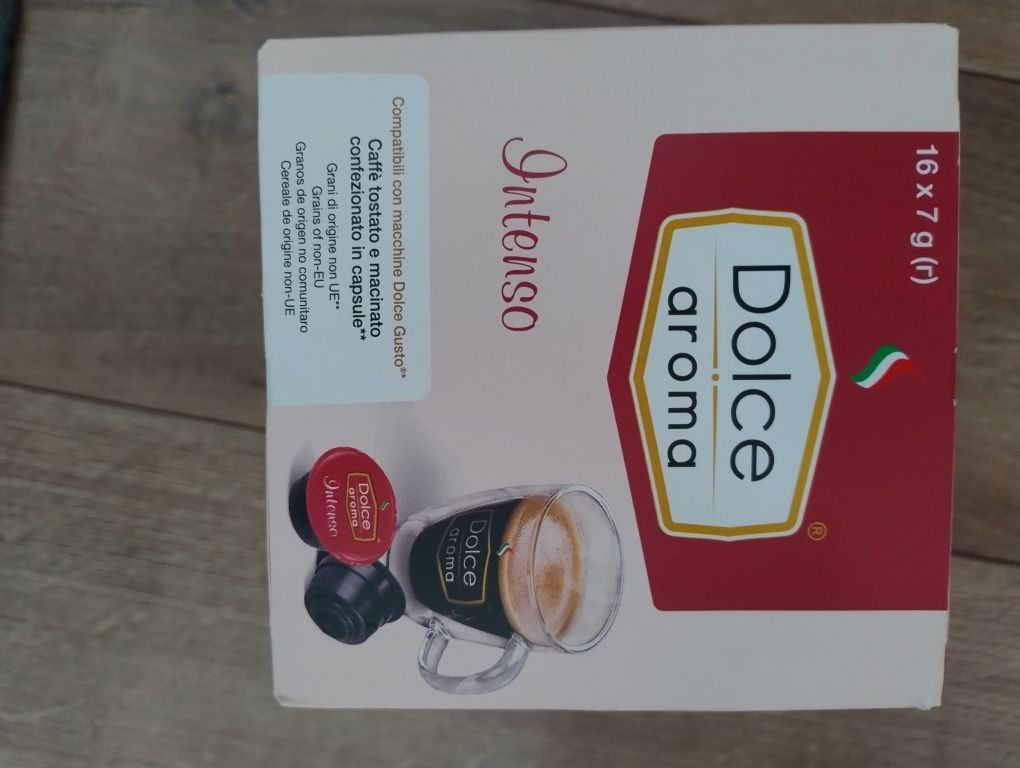 16 x 7 g (r)
Dolce
aroma
®
Intenso
Compatibili con macchine Dolce Gusto®*
Caffè tostato e macinato
confezionato in capsule**
Grani di origine non UE**
Grains of non-EU
Granos de origen no comunitaro
Cereale de origine non-UE
Dolce
aroma
Dolce
aroma
Intenso